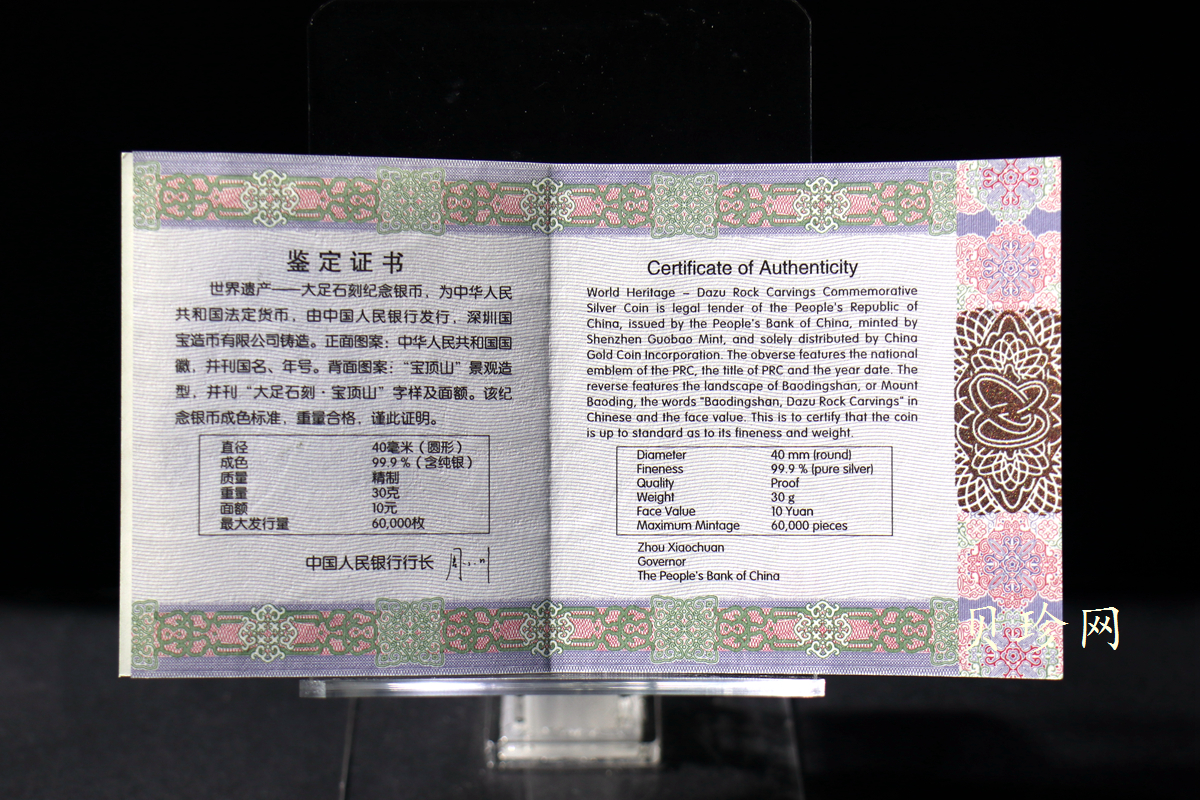 鉴定证书
世界遗产——大足石刻纪念银币，为中华人民
共和国法定货币，由中国人民银行发行，深圳国
宝造币有限公司铸造。正面图案：中华人民共和国国
徽，并刊国名、年号。背面图案：“宝顶山”景观造
型，并刊“大足石刻·宝顶山”字样及面额。该纪
念银币成色标准，重量合格，谨此证明。
直径 40毫米（圆形）
成色 99.9％（含纯银）
质量 精制
重量 30克
面额 10元
最大发行量 60,000枚
中国人民银行行长
Certificate of Authenticity
World Heritage – Dazu Rock Carvings Commemorative
Silver Coin is legal tender of the People's Republic of
China, issued by the People's Bank of China, minted by
Shenzhen Guobao Mint, and solely distributed by China
Gold Coin Incorporation. The obverse features the national
emblem of the PRC, the title of PRC and the year date. The
reverse features the landscape of Baodingshan, or Mount
Baoding, the words "Baodingshan, Dazu Rock Carvings" in
Chinese and the face value. This is to certify that the coin
is up to standard as to its fineness and weight.
Diameter 40 mm (round)
Fineness 99.9 % (pure silver)
Quality Proof
Weight 30 g
Face Value 10 Yuan
Maximum Mintage 60,000 pieces
Zhou Xiaochuan
Governor
The People's Bank of China
贝珍网